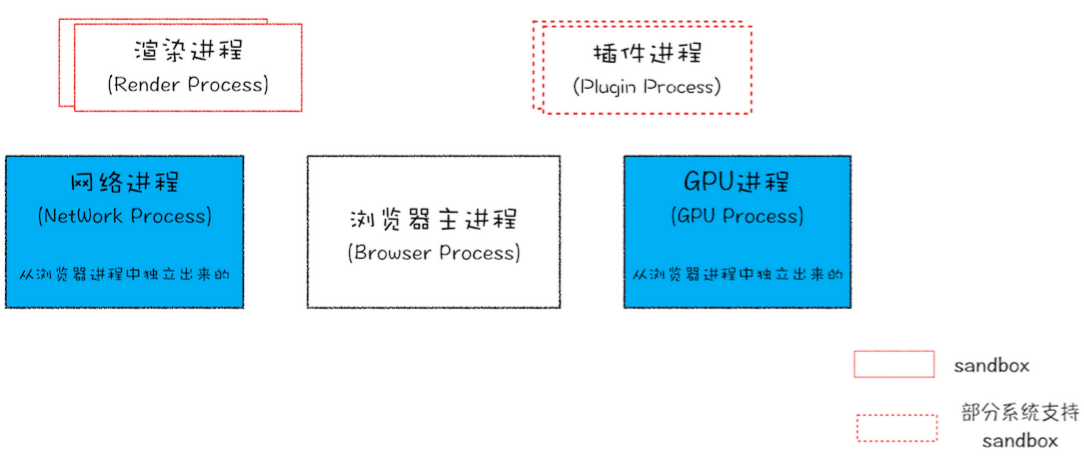 渲染进程
(Render Process)
插件进程
(Plugin Process)
网络进程
(NetWork Process)
从浏览器进程中独立出来的
浏览器主进程
(Browser Process)
GPU进程
(GPU Process)
从浏览器进程中独立出来的
sandbox
部分系统支持
sandbox